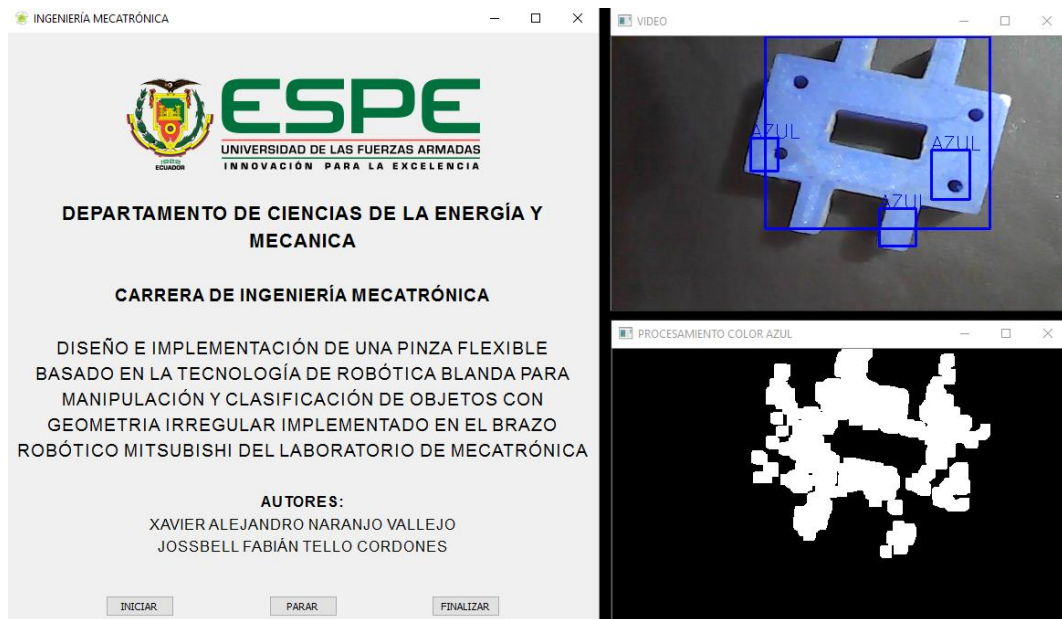 INGENIERÍA MECATRÓNICA
ESPE
UNIVERSIDAD DE LAS FUERZAS ARMADAS
INNOVACIÓN PARA LA EXCELENCIA
ECUADOR
DEPARTAMENTO DE CIENCIAS DE LA ENERGÍA Y
MECANICA
CARRERA DE INGENIERÍA MECATRÓNICA
DISEÑO E IMPLEMENTACIÓN DE UNA PINZA FLEXIBLE
BASADO EN LA TECNOLOGÍA DE ROBÓTICA BLANDA PARA
MANIPULACIÓN Y CLASIFICACIÓN DE OBJETOS CON
GEOMETRIA IRREGULAR IMPLEMENTADO EN EL BRAZO
ROBÓTICO MITSUBISHI DEL LABORATORIO DE MECATRÓNICA
AUTORES:
XAVIER ALEJANDRO NARANJO VALLEJO
JOSSBELL FABIÁN TELLO CORDONES
INICIAR PARAR FINALIZAR
VIDEO
AZUL
AZUL
AZUL
PROCESAMIENTO COLOR AZUL